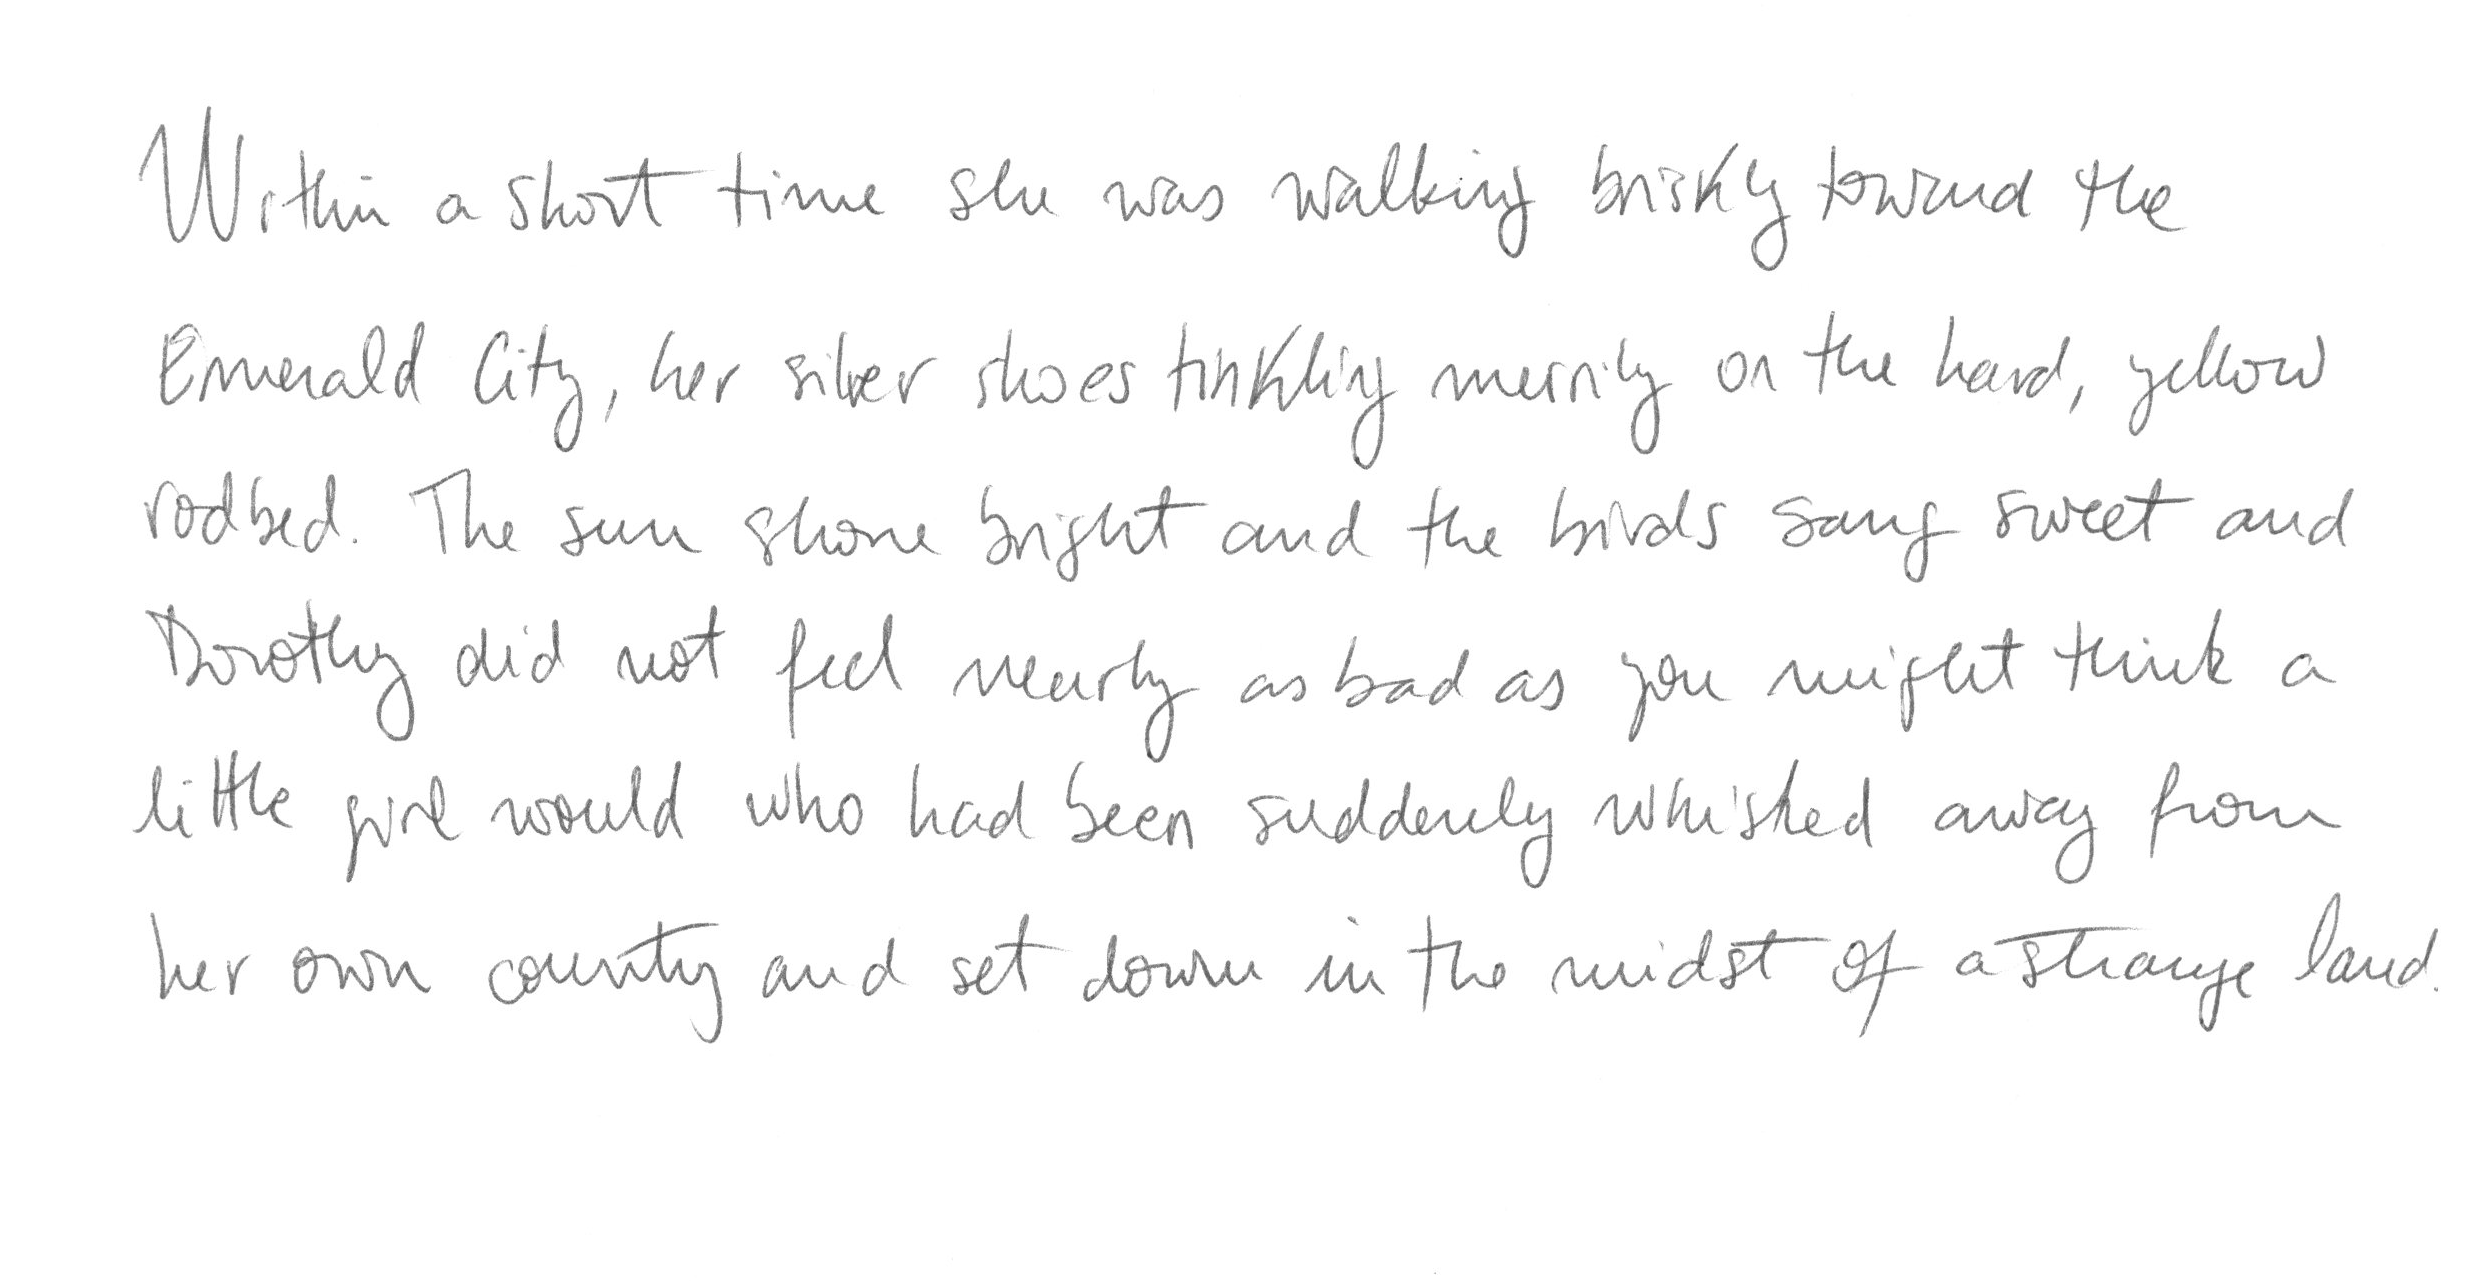 Within a short time she was walking briskly toward the
Emerald City, her silver shoes tinkling merrily on the hard, yellow
rodbed. The sun shone bright and the birds sang sweet and
Dorothy did not feel nearly as bad as you might think a
little girl would who had been suddenly whished away from
her own county and set down in the midst of a strange land.